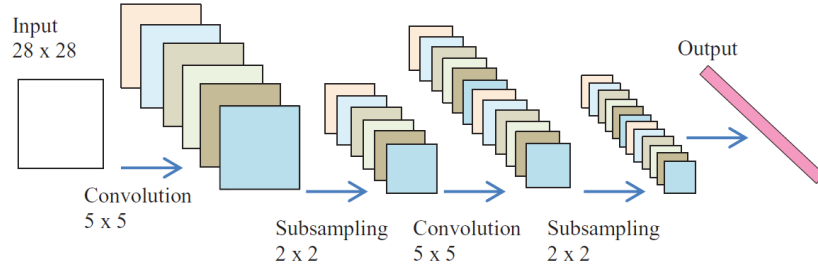 Input
28 x 28
Output
Convolution
5 x 5
Subsampling
2 x 2
Convolution
5 x 5
Subsampling
2 x 2